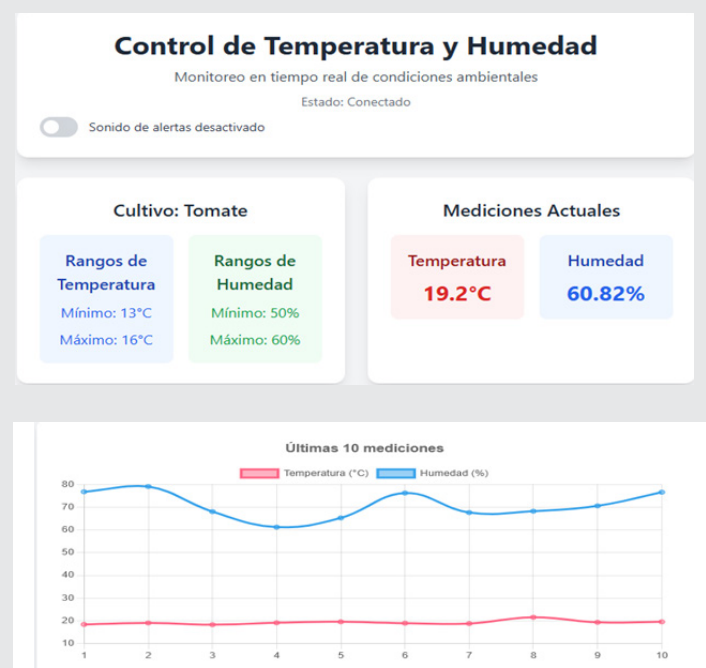 Control de Temperatura y Humedad
Monitoreo en tiempo real de condiciones ambientales
Estado: Conectado
Sonido de alertas desactivado
Cultivo: Tomate
Rangos de
Temperatura
Mínimo: 13°C
Máximo: 16°C
Rangos de
Humedad
Mínimo: 50%
Máximo: 60%
Mediciones Actuales
Temperatura
19.2°C
Humedad
60.82%
Últimas 10 mediciones
Temperatura (°C) Humedad (%)
80
70
60
50
40
30
20
10
1 2 3 4 5 6 7 8 9 10